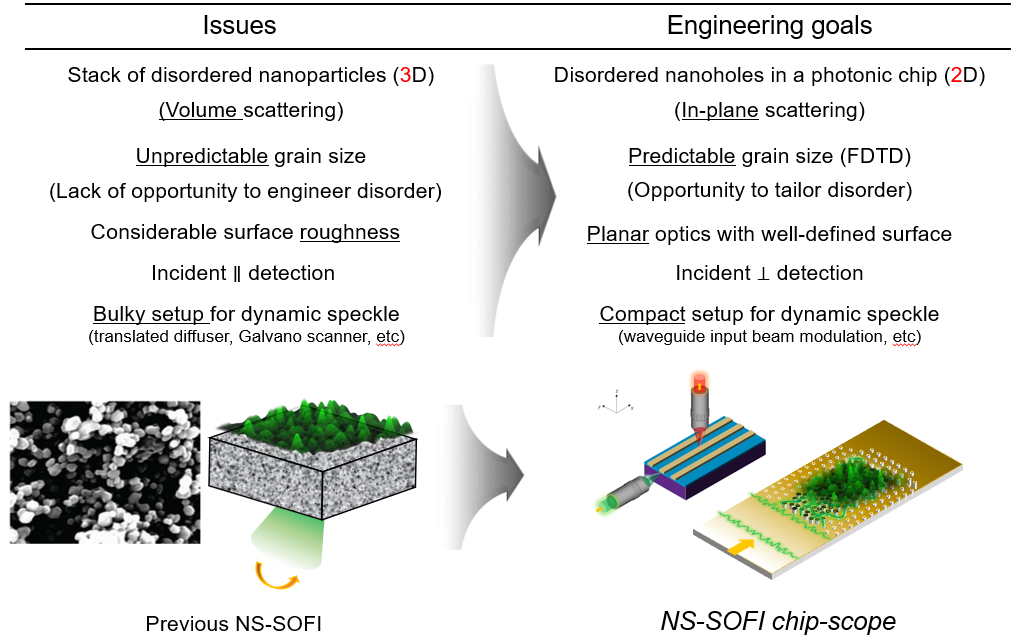 Issues
Engineering goals
Stack of disordered nanoparticles (3D)
(Volume scattering)
Unpredictable grain size
(Lack of opportunity to engineer disorder)
Considerable surface roughness
Incident ∥ detection
Bulky setup for dynamic speckle
(translated diffuser, Galvano scanner, etc)
Disordered nanoholes in a photonic chip (2D)
(In-plane scattering)
Predictable grain size (FDTD)
(Opportunity to tailor disorder)
Planar optics with well-defined surface
Incident ⊥ detection
Compact setup for dynamic speckle
(waveguide input beam modulation, etc)
Previous NS-SOFI
NS-SOFI chip-scope